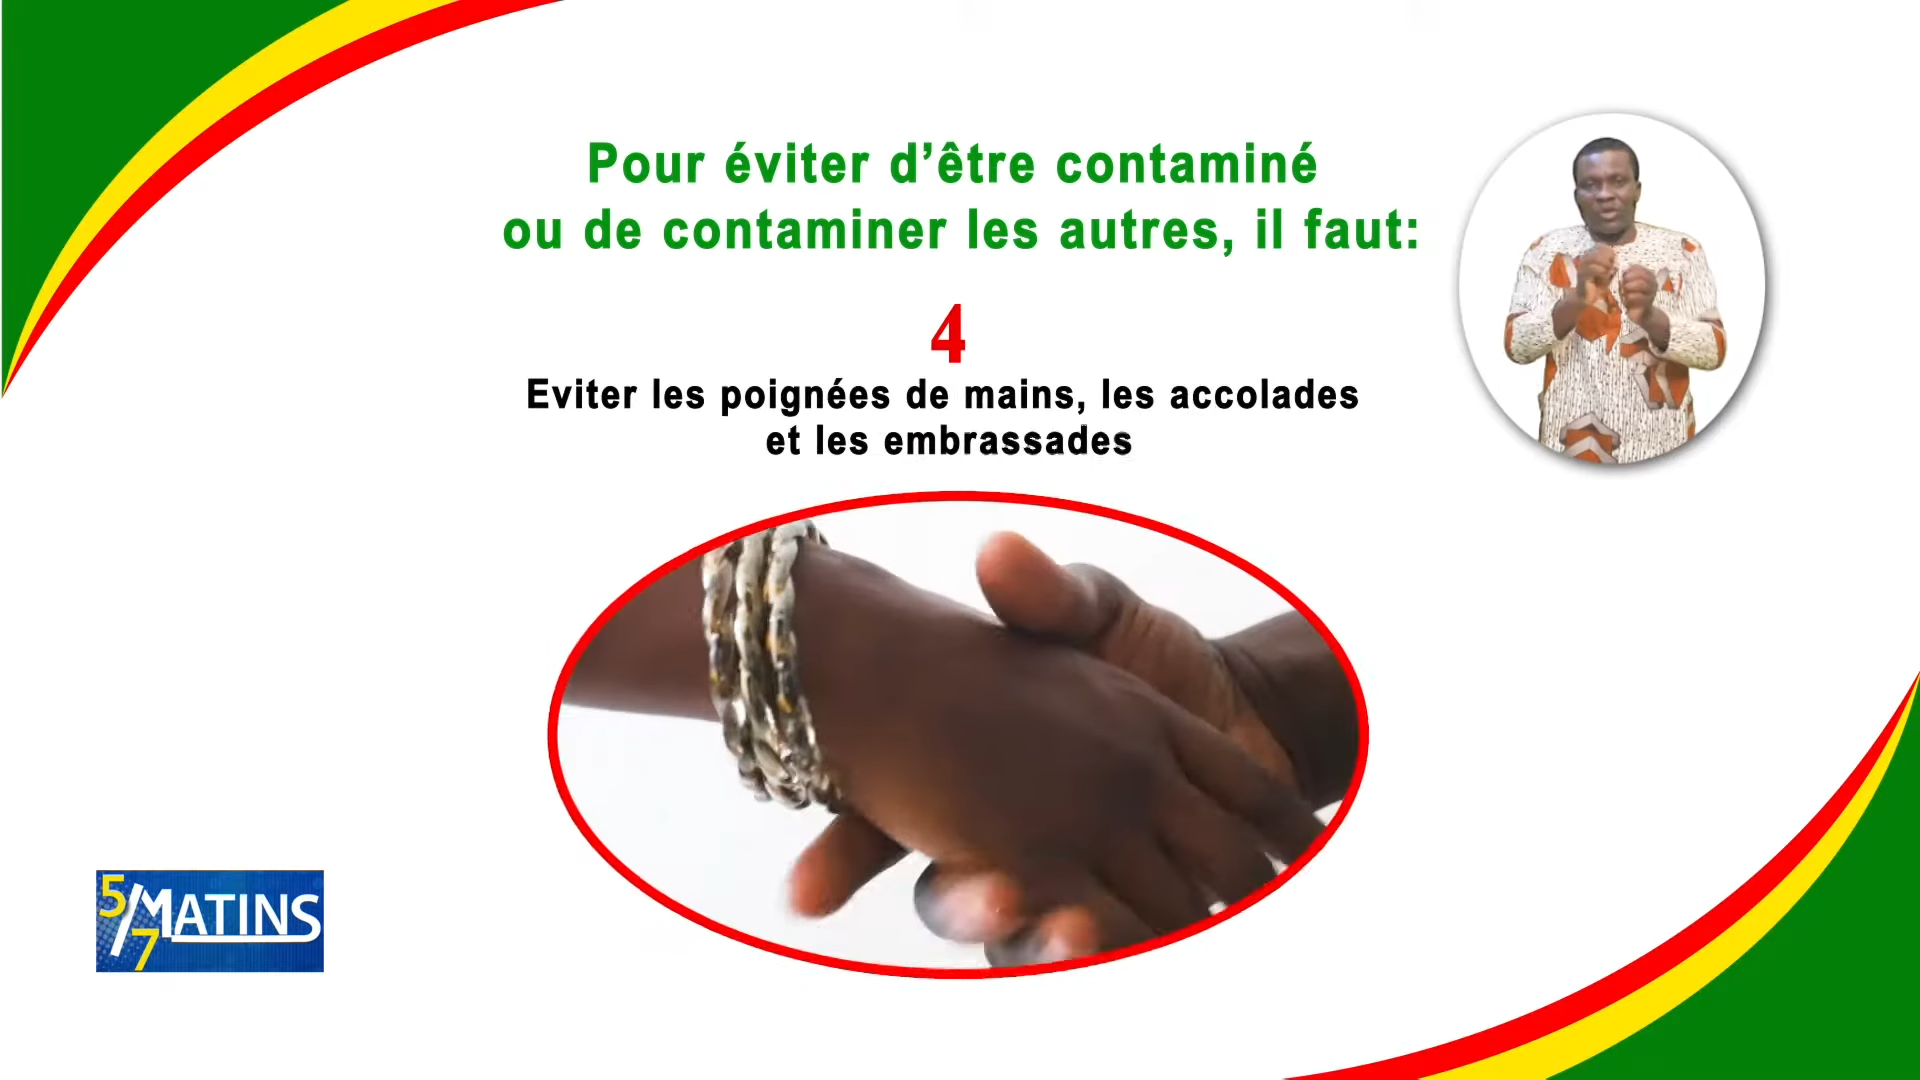 Pour éviter d’être contaminé
ou de contaminer les autres, il faut:
4
Eviter les poignées de mains, les accolades
et les embrassades
5/7 MATINS